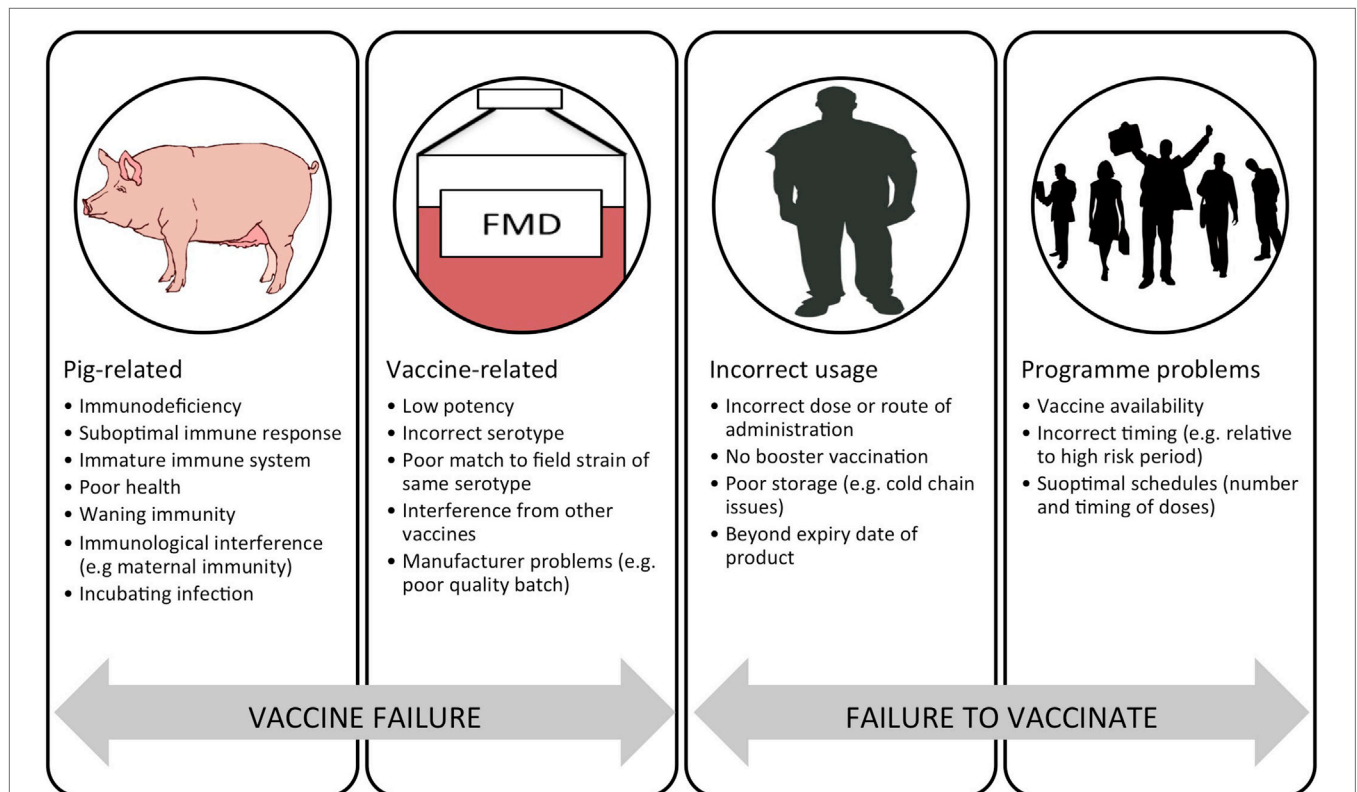 FMD
Pig-related
• Immunodeficiency
• Suboptimal immune response
• Immature immune system
• Poor health
• Waning immunity
• Immunological interference
(e.g maternal immunity)
• Incubating infection
Vaccine-related
• Low potency
• Incorrect serotype
• Poor match to field strain of
same serotype
• Interference from other
vaccines
• Manufacturer problems (e.g.
poor quality batch)
Incorrect usage
• Incorrect dose or route of
administration
• No booster vaccination
• Poor storage (e.g. cold chain
issues)
• Beyond expiry date of
product
Programme problems
• Vaccine availability
• Incorrect timing (e.g. relative
to high risk period)
• Suoptimal schedules (number
and timing of doses)
VACCINE FAILURE
FAILURE TO VACCINATE